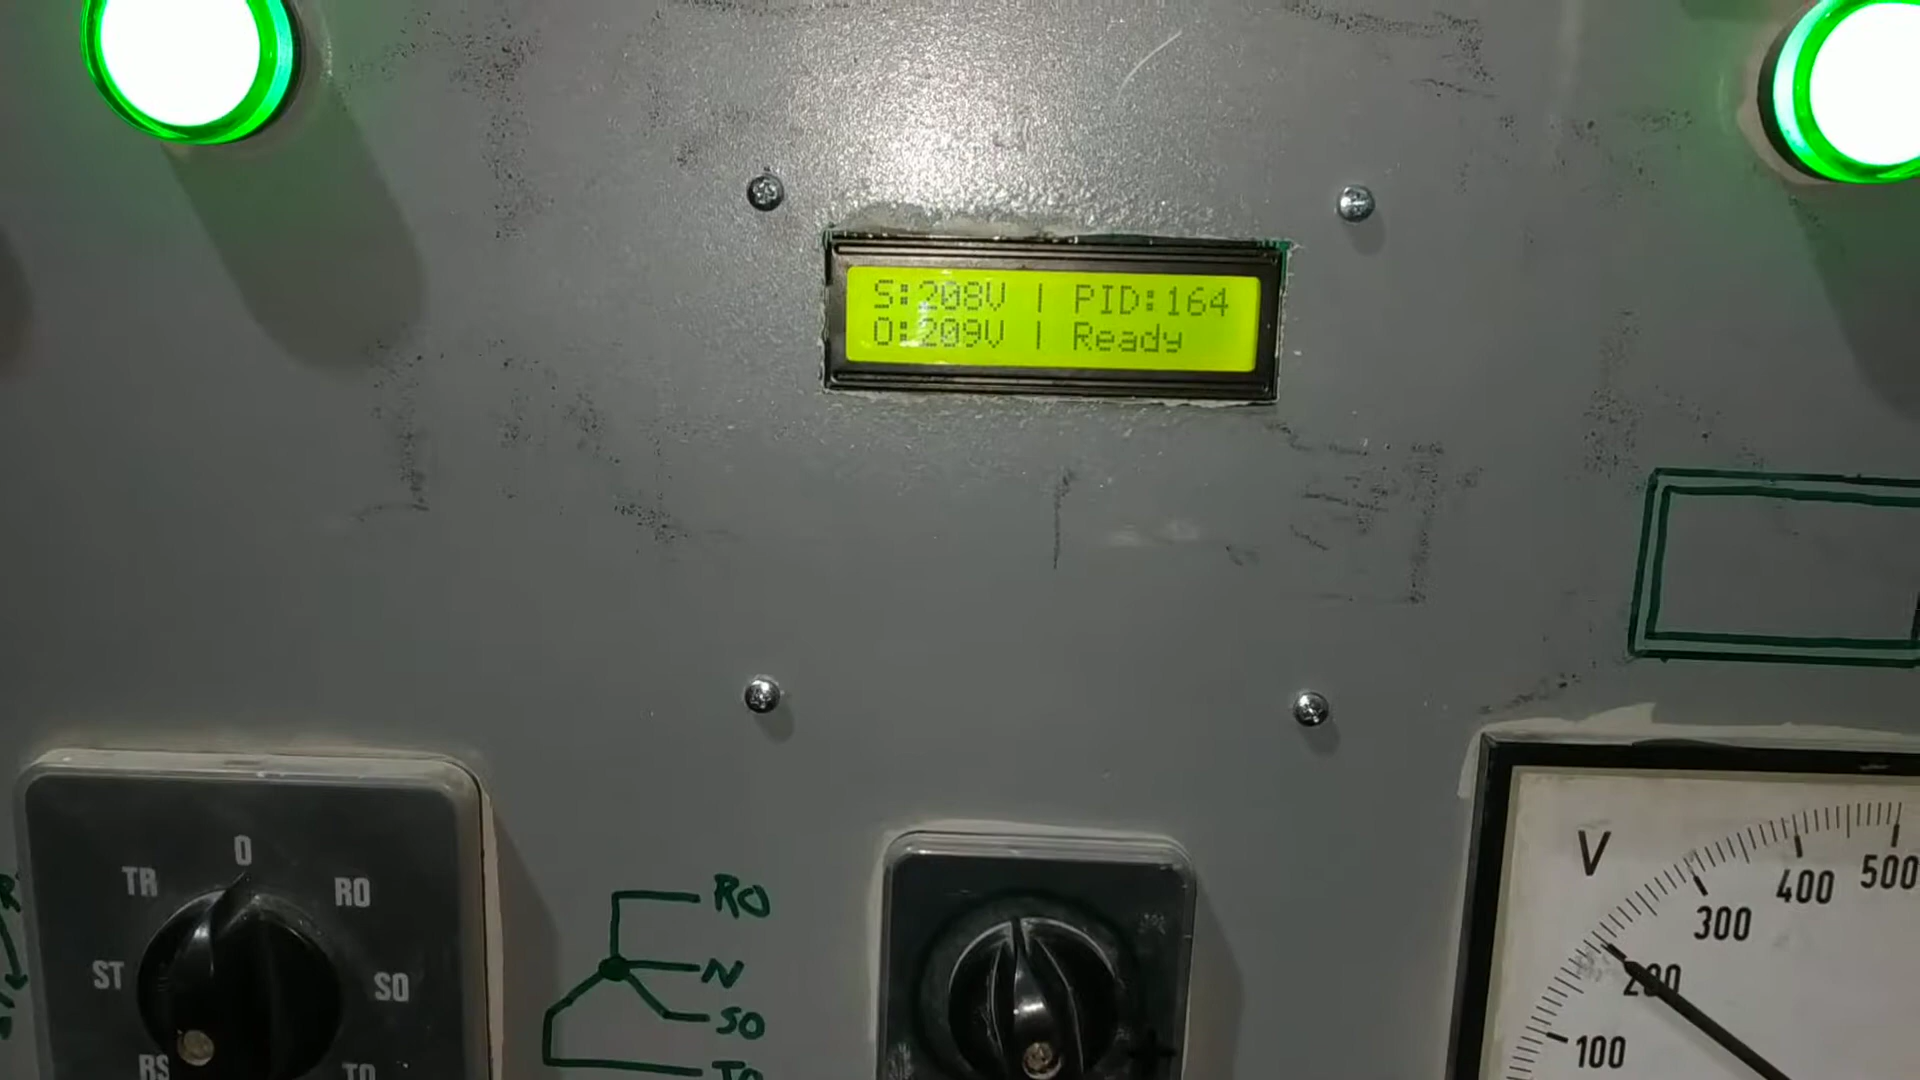 S:208V | PID:164
O:209V | Ready
0
TR
RO
ST
SO
RS
TO
RO
N
SO
TO
V
500
400
300
200
100